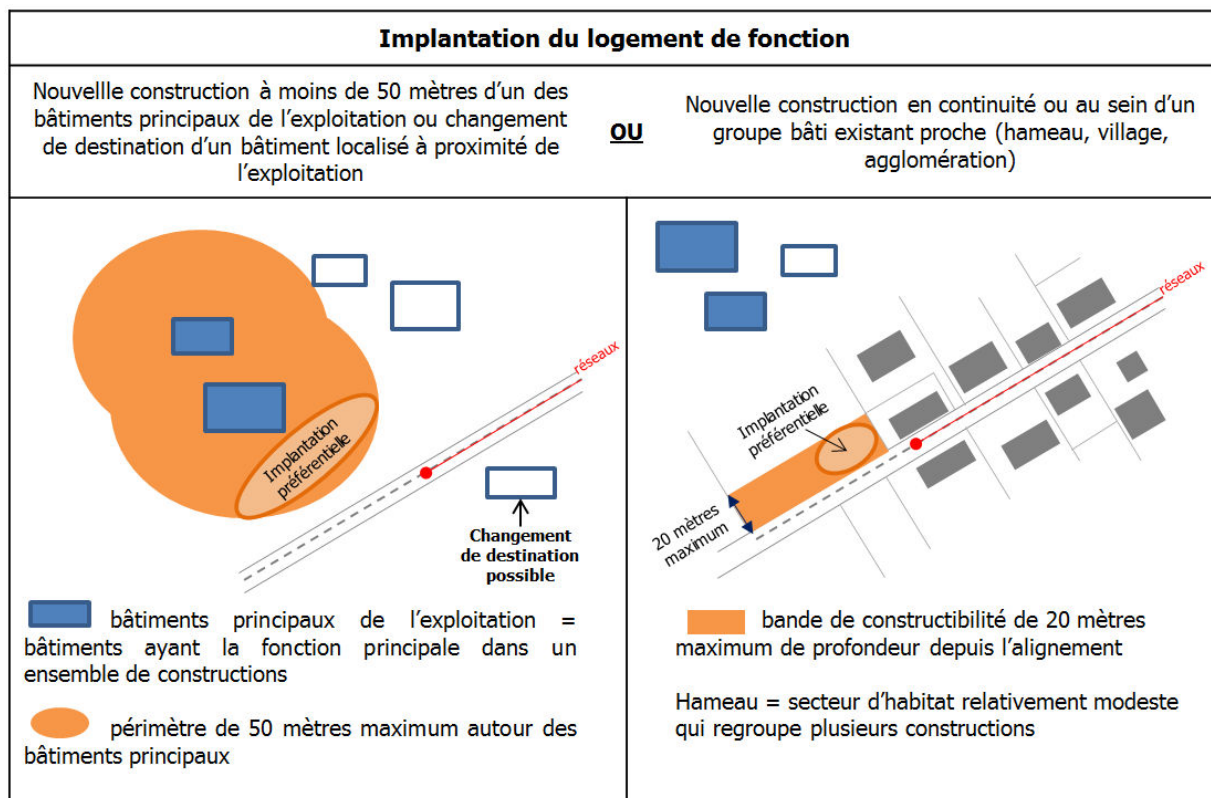 Implantation du logement de fonction
Nouvellle construction à moins de 50 mètres d'un des
bâtiments principaux de l'exploitation ou changement
de destination d'un bâtiment localisé à proximité de
l'exploitation
OU
Nouvelle construction en continuité ou au sein d'un
groupe bâti existant proche (hameau, village,
agglomération)
réseaux
Implantation
préférentielle
Changement
de destination
possible
bâtiments principaux de l'exploitation =
bâtiments ayant la fonction principale dans un
ensemble de constructions
périmètre de 50 mètres maximum autour des
bâtiments principaux
réseaux
Implantation
préférentielle
20 mètres
maximum
bande de constructibilité de 20 mètres
maximum de profondeur depuis l'alignement
Hameau = secteur d'habitat relativement modeste
qui regroupe plusieurs constructions